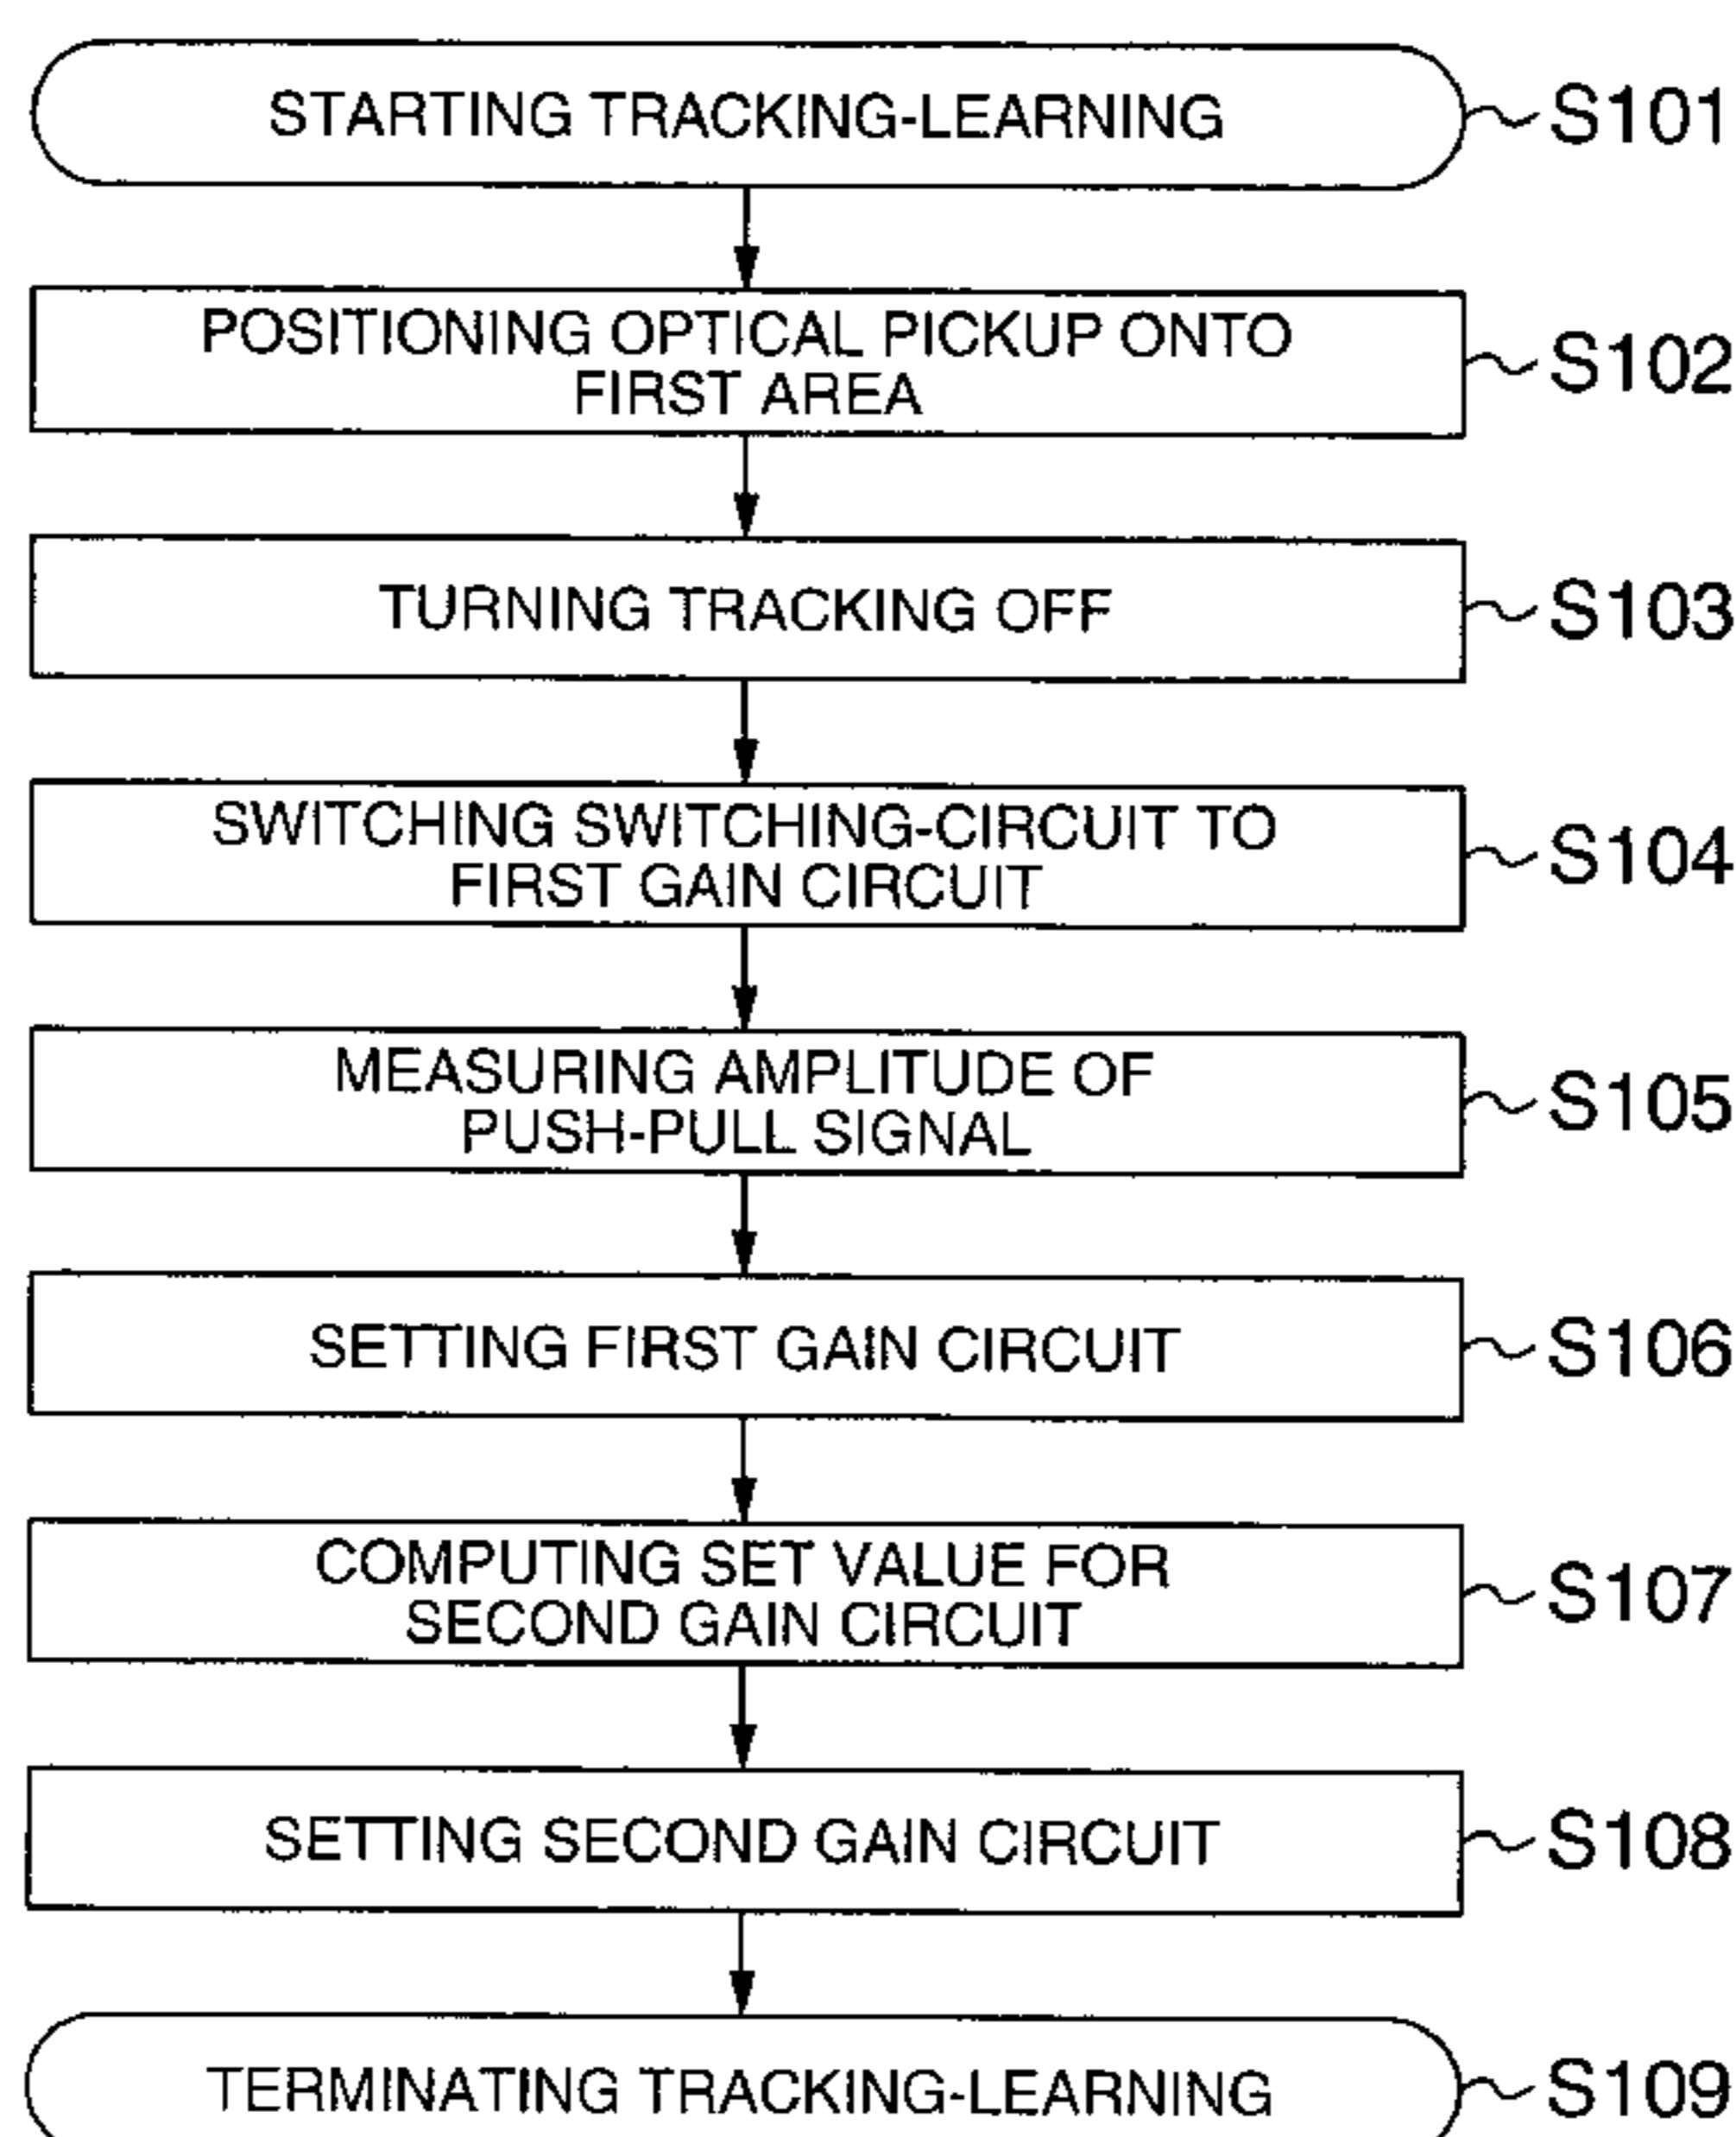 STARTING TRACKING-LEARNING
S101
POSITIONING OPTICAL PICKUP ONTO
FIRST AREA
S102
TURNING TRACKING OFF
S103
SWITCHING SWITCHING-CIRCUIT TO
FIRST GAIN CIRCUIT
S104
MEASURING AMPLITUDE OF
PUSH-PULL SIGNAL
S105
SETTING FIRST GAIN CIRCUIT
S106
COMPUTING SET VALUE FOR
SECOND GAIN CIRCUIT
S107
SETTING SECOND GAIN CIRCUIT
S108
TERMINATING TRACKING-LEARNING
S109